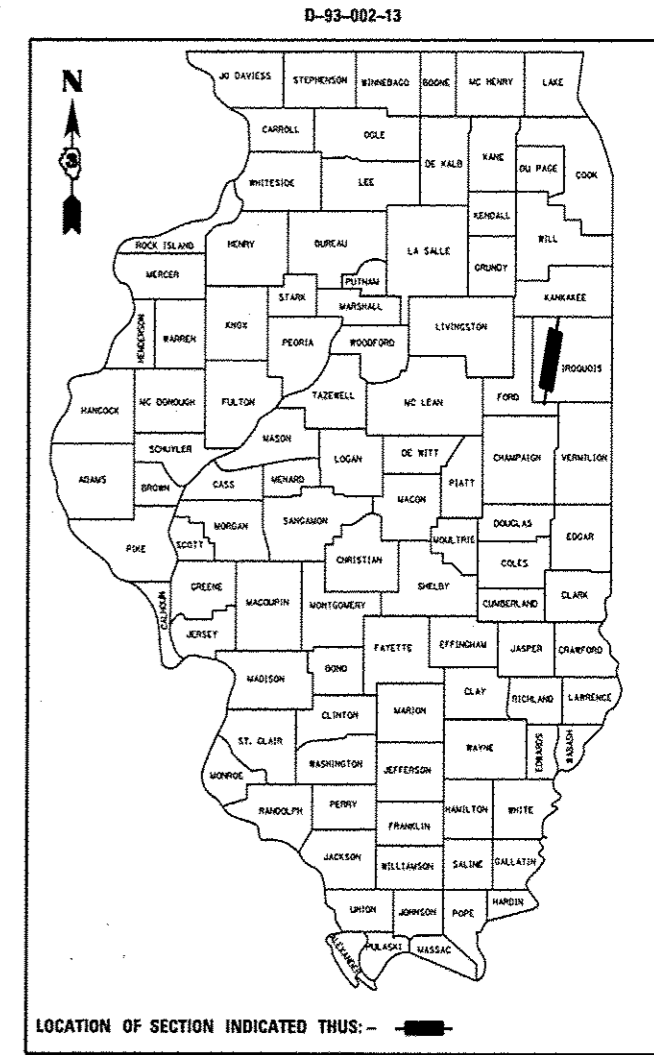 D-93-002-13
N
3
JO DAVIESS STEPHENSON WINNEBAGO BOONE MC HENRY LAKE
CARROLL OGLE DE KALB KANE DU PAGE COOK
WHITESIDE LEE
KENDALL WILL
ROCK ISLAND HENRY BUREAU LA SALLE GRUNDY
MERCER PUTNAM KANKAKEE
STARK MARSHALL
HENDERSON WARREN KNOX PEORIA WOODFORD LIVINGSTON IROQUOIS
HANCOCK MC DONOUGH FULTON TAZEWELL MC LEAN FORD
SCHUYLER MASON LOGAN DE WITT CHAMPAIGN VERMILION
ADAMS BROWN CASS MENARD MACON PIATT
PIKE SCOTT MORGAN SANGAMON CHRISTIAN MOULTRIE DOUGLAS EDGAR
COLES
CALHOUN GREENE MACOUPIN MONTGOMERY SHELBY CUMBERLAND CLARK
JERSEY FAYETTE EFFINGHAM JASPER CRAWFORD
MADISON BOND
CLAY RICHLAND LAWRENCE
CLINTON MARION
ST. CLAIR WAYNE EDWARDS WABASH
MONROE WASHINGTON JEFFERSON
RANDOLPH PERRY HAMILTON WHITE
FRANKLIN
JACKSON WILLIAMSON SALINE GALLATIN
UNION JOHNSON POPE HARDIN
ALEXANDER PULASKI MASSAC
LOCATION OF SECTION INDICATED THUS: -